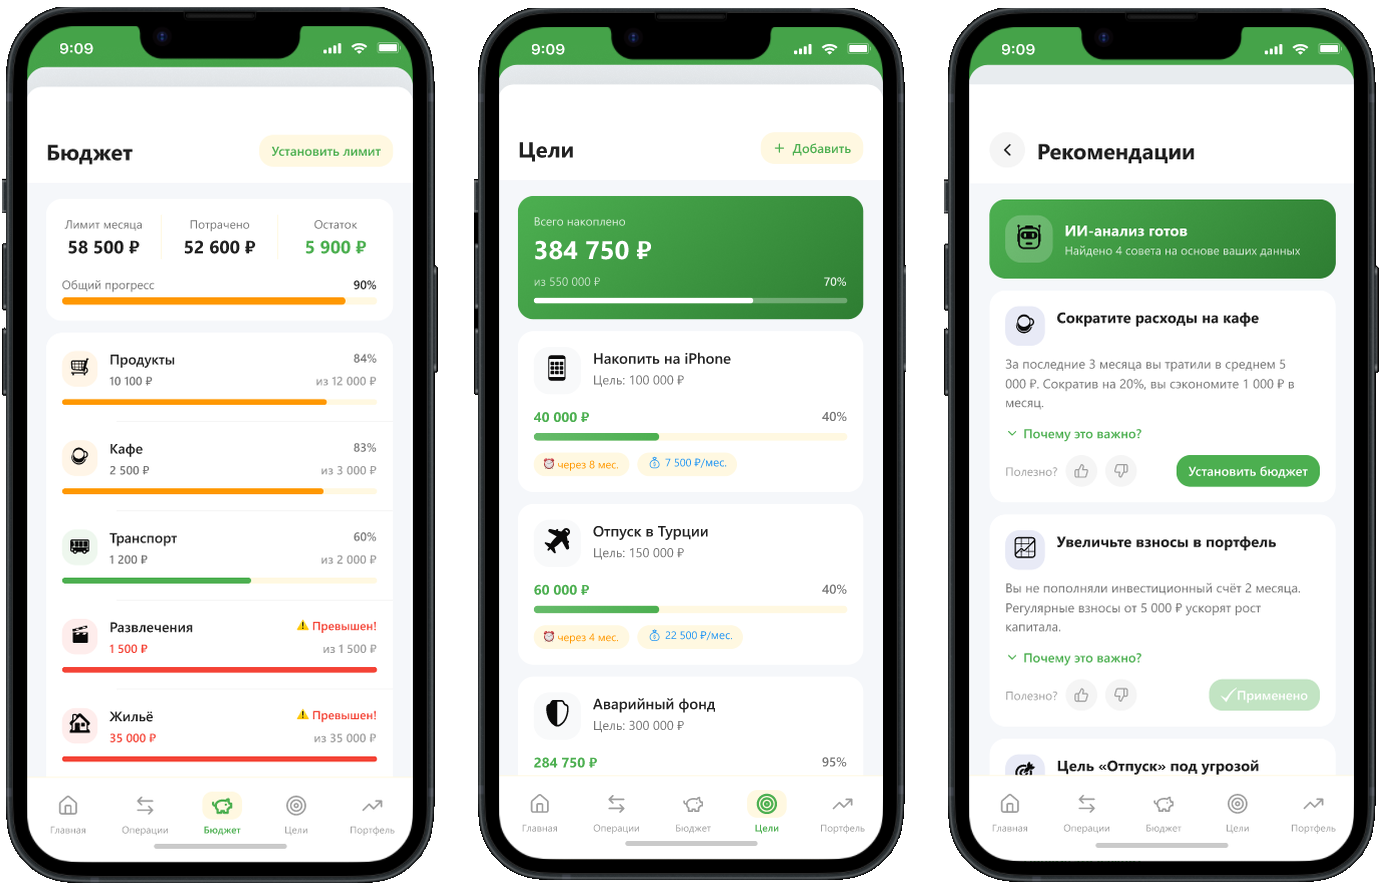 9:09
Бюджет
Установить лимит
Лимит месяца Потрачено Остаток
58 500 ₽ 52 600 ₽ 5 900 ₽
Общий прогресс 90%
Продукты 84%
10 100 ₽ из 12 000 ₽
Кафе 83%
2 500 ₽ из 3 000 ₽
Транспорт 60%
1 200 ₽ из 2 000 ₽
Развлечения Превышен!
1 500 ₽ из 1 500 ₽
Жильё Превышен!
35 000 ₽ из 35 000 ₽
Главная Операции Бюджет Цели Портфель
9:09
Цели
+ Добавить
Всего накоплено
384 750 ₽
из 550 000 ₽ 70%
Накопить на iPhone
Цель: 100 000 ₽
40 000 ₽ 40%
через 8 мес. 7 500 ₽/мес.
Отпуск в Турции
Цель: 150 000 ₽
60 000 ₽ 40%
через 4 мес. 22 500 ₽/мес.
Аварийный фонд
Цель: 300 000 ₽
284 750 ₽ 95%
Главная Операции Бюджет Цели Портфель
9:09
Рекомендации
ИИ-анализ готов
Найдено 4 совета на основе ваших данных
Сократите расходы на кафе
За последние 3 месяца вы тратили в среднем 5
000 ₽. Сократив на 20%, вы сэкономите 1 000 ₽ в
месяц.
Почему это важно?
Полезно? Установить бюджет
Увеличьте взносы в портфель
Вы не пополняли инвестиционный счёт 2 месяца.
Регулярные взносы от 5 000 ₽ ускорят рост
капитала.
Почему это важно?
Полезно? ✓Применено
Цель «Отпуск» под угрозой
Главная Операции Бюджет Цели Портфель